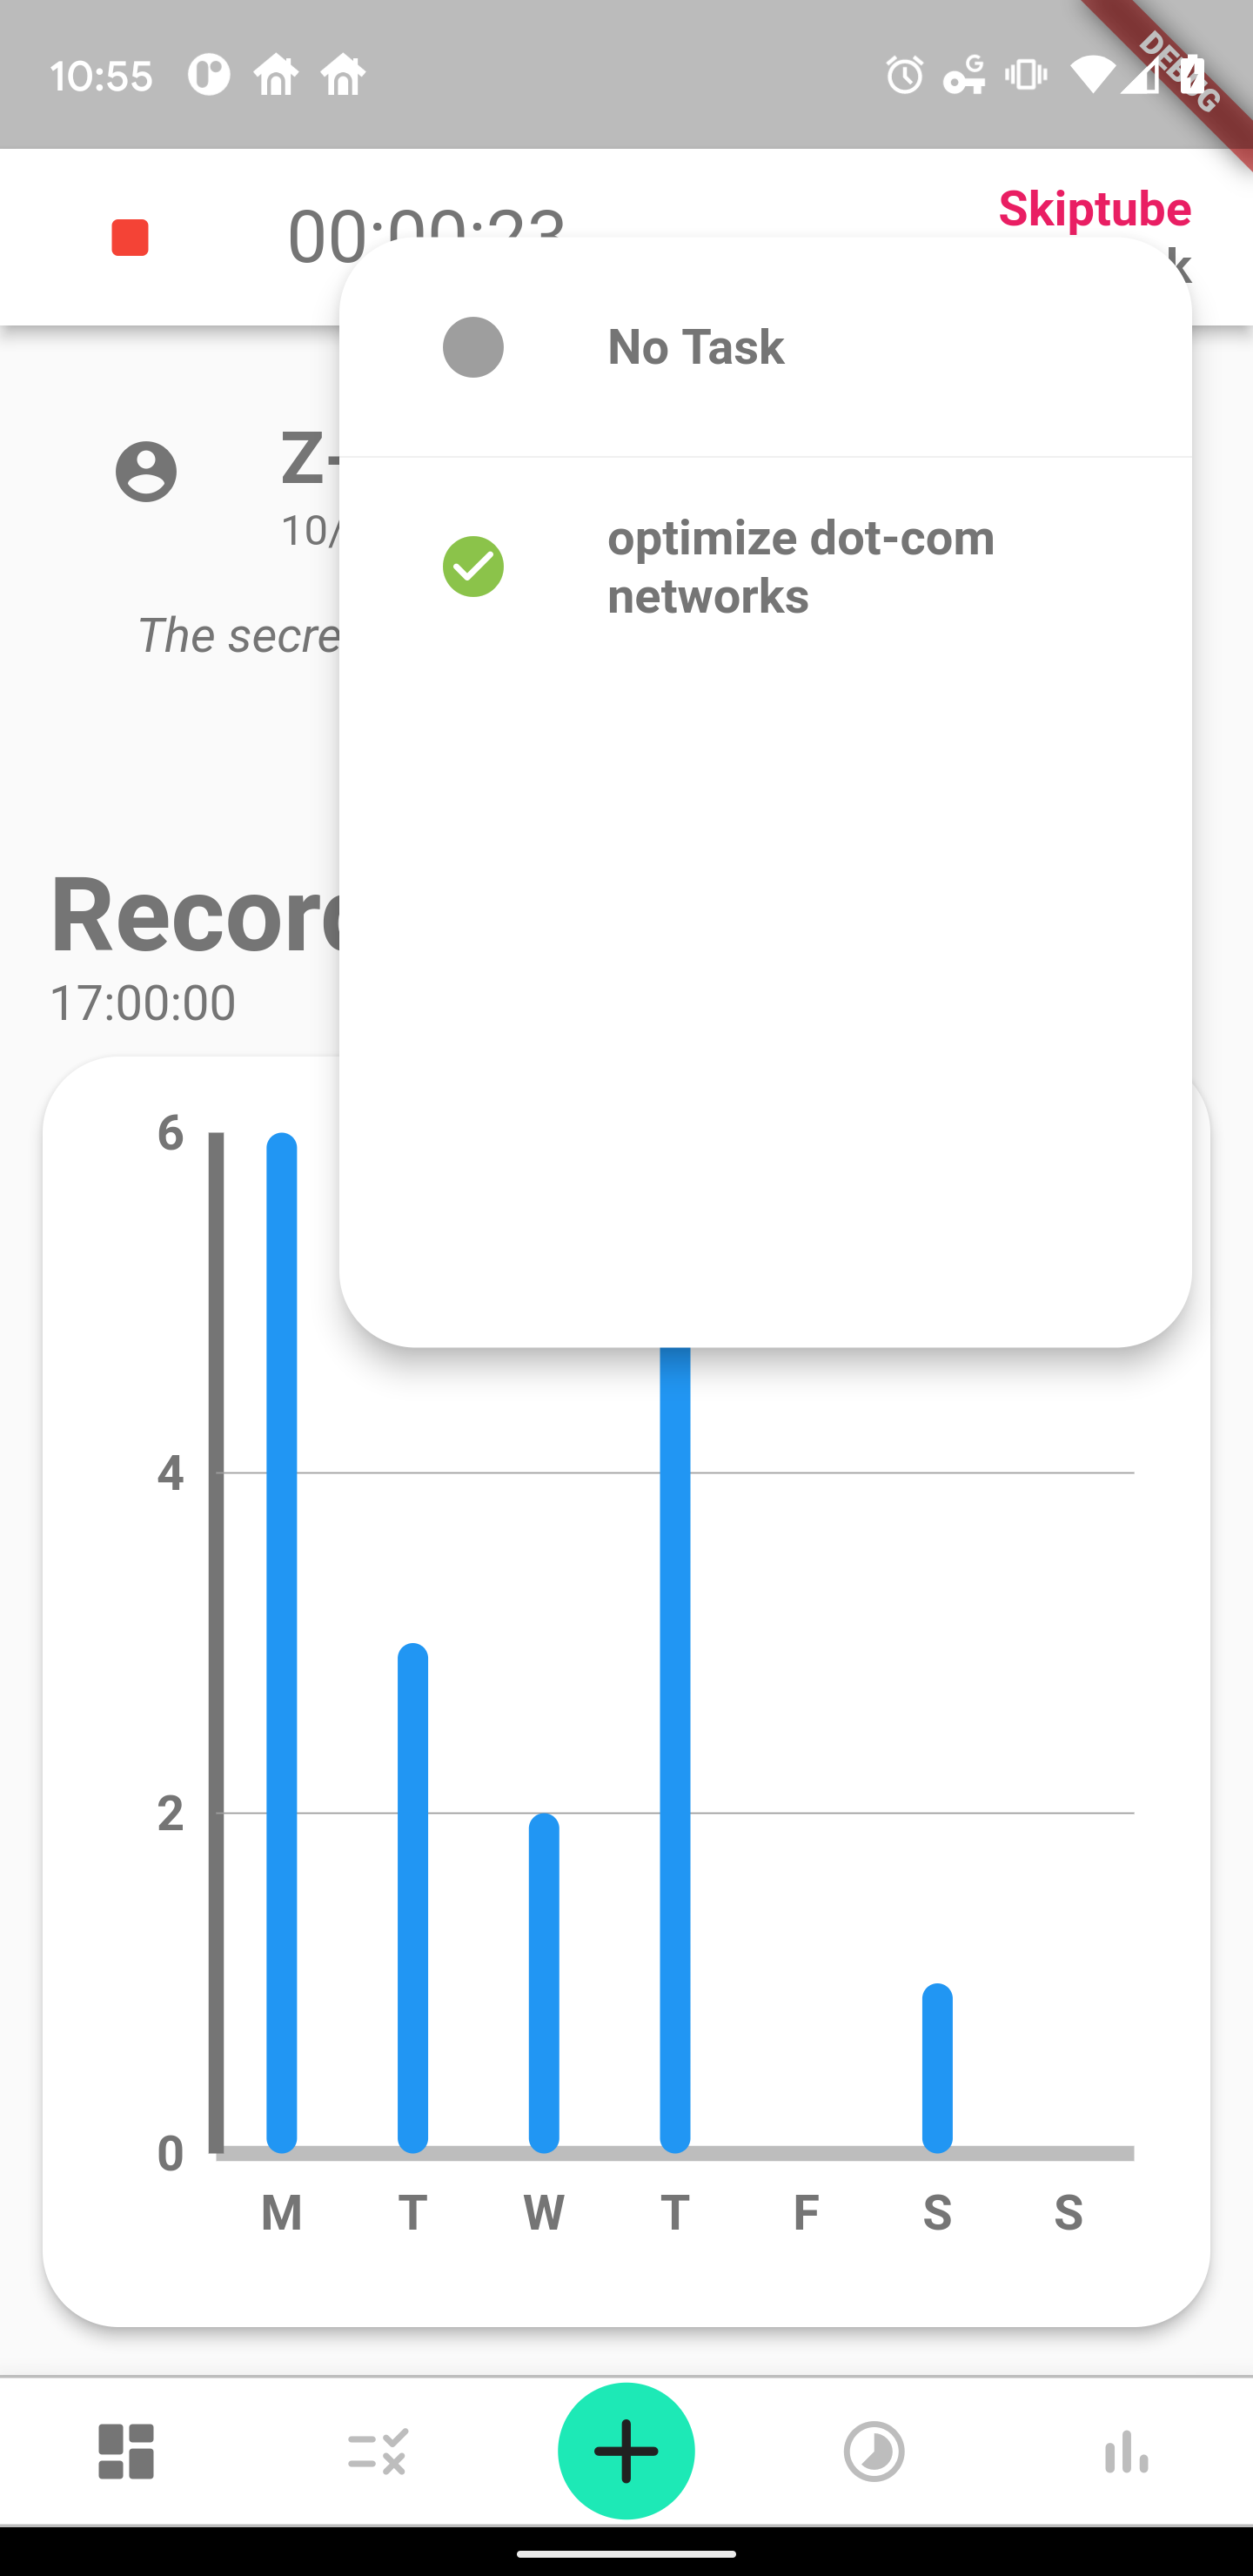 10:55
DEBUG
00:00:23
Skiptube
k
No Task
Z-
10/
optimize dot-com
networks
The secre
Record
17:00:00
6
4
2
0
M T W T F S S